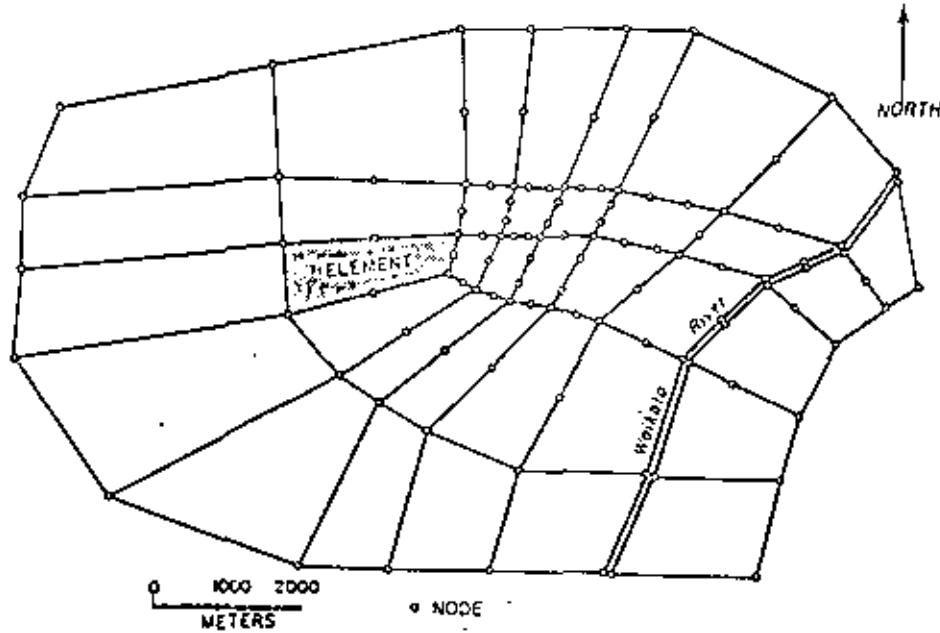 NORTH
ELEMENT
River
Waikato
0 1000 2000
METERS
o NODE